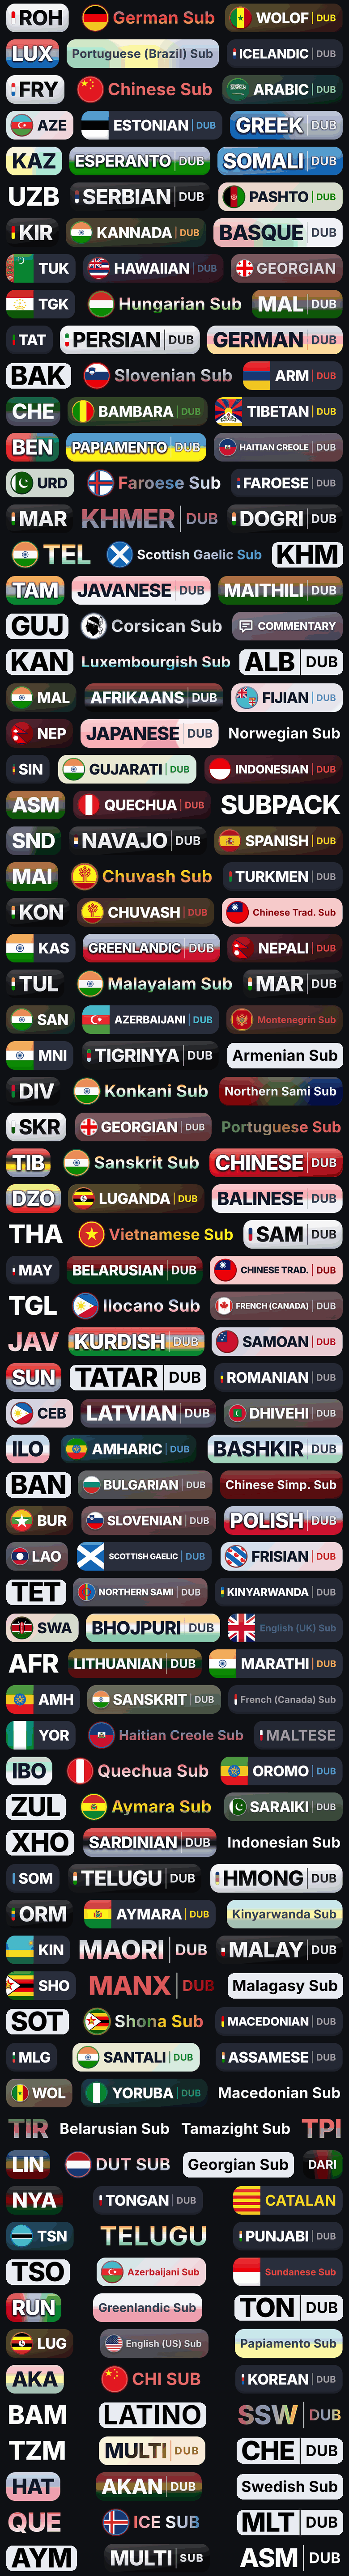 ROH German Sub WOLOF | DUB
LUX Portuguese (Brazil) Sub ICELANDIC | DUB
FRY Chinese Sub ARABIC | DUB
AZE ESTONIAN | DUB GREEK | DUB
KAZ ESPERANTO | DUB SOMALI | DUB
UZB SERBIAN | DUB PASHTO | DUB
KIR KANNADA | DUB BASQUE | DUB
TUK HAWAIIAN | DUB GEORGIAN
TGK Hungarian Sub MAL | DUB
TAT PERSIAN | DUB GERMAN | DUB
BAK Slovenian Sub ARM | DUB
CHE BAMBARA | DUB TIBETAN | DUB
BEN PAPIAMENTO | DUB HAITIAN CREOLE | DUB
URD Faroese Sub FAROESE | DUB
MAR KHMER | DUB DOGRI | DUB
TEL Scottish Gaelic Sub KHM
TAM JAVANESE | DUB MAITHILI | DUB
GUJ Corsican Sub COMMENTARY
KAN Luxembourgish Sub ALB | DUB
MAL AFRIKAANS | DUB FIJIAN | DUB
NEP JAPANESE | DUB Norwegian Sub
SIN GUJARATI | DUB INDONESIAN | DUB
ASM QUECHUA | DUB SUBPACK
SND NAVAJO | DUB SPANISH | DUB
MAI Chuvash Sub TURKMEN | DUB
KON CHUVASH | DUB Chinese Trad. Sub
KAS GREENLANDIC | DUB NEPALI | DUB
TUL Malayalam Sub MAR | DUB
SAN AZERBAIJANI | DUB Montenegrin Sub
MNI TIGRINYA | DUB Armenian Sub
DIV Konkani Sub Northern Sami Sub
SKR GEORGIAN | DUB Portuguese Sub
TIB Sanskrit Sub CHINESE | DUB
DZO LUGANDA | DUB BALINESE | DUB
THA Vietnamese Sub SAM | DUB
MAY BELARUSIAN | DUB CHINESE TRAD. | DUB
TGL Ilocano Sub FRENCH (CANADA) | DUB
JAV KURDISH | DUB SAMOAN | DUB
SUN TATAR | DUB ROMANIAN | DUB
CEB LATVIAN | DUB DHIVEHI | DUB
ILO AMHARIC | DUB BASHKIR | DUB
BAN BULGARIAN | DUB Chinese Simp. Sub
BUR SLOVENIAN | DUB POLISH | DUB
LAO SCOTTISH GAELIC | DUB FRISIAN | DUB
TET NORTHERN SAMI | DUB KINYARWANDA | DUB
SWA BHOJPURI | DUB English (UK) Sub
AFR LITHUANIAN | DUB MARATHI | DUB
AMH SANSKRIT | DUB French (Canada) Sub
YOR Haitian Creole Sub MALTESE
IBO Quechua Sub OROMO | DUB
ZUL Aymara Sub SARAIKI | DUB
XHO SARDINIAN | DUB Indonesian Sub
SOM TELUGU | DUB HMONG | DUB
ORM AYMARA | DUB Kinyarwanda Sub
KIN MAORI | DUB MALAY | DUB
SHO MANX | DUB Malagasy Sub
SOT Shona Sub MACEDONIAN | DUB
MLG SANTALI | DUB ASSAMESE | DUB
WOL YORUBA | DUB Macedonian Sub
TIR Belarusian Sub Tamazight Sub TPI
LIN DUT SUB Georgian Sub DARI
NYA TONGAN | DUB CATALAN
TSN TELUGU PUNJABI | DUB
TSO Azerbaijani Sub Sundanese Sub
RUN Greenlandic Sub TON | DUB
LUG English (US) Sub Papiamento Sub
AKA CHI SUB KOREAN | DUB
BAM LATINO SSW | DUB
TZM MULTI | DUB CHE | DUB
HAT AKAN | DUB Swedish Sub
QUE ICE SUB MLT | DUB
AYM MULTI | SUB ASM | DUB